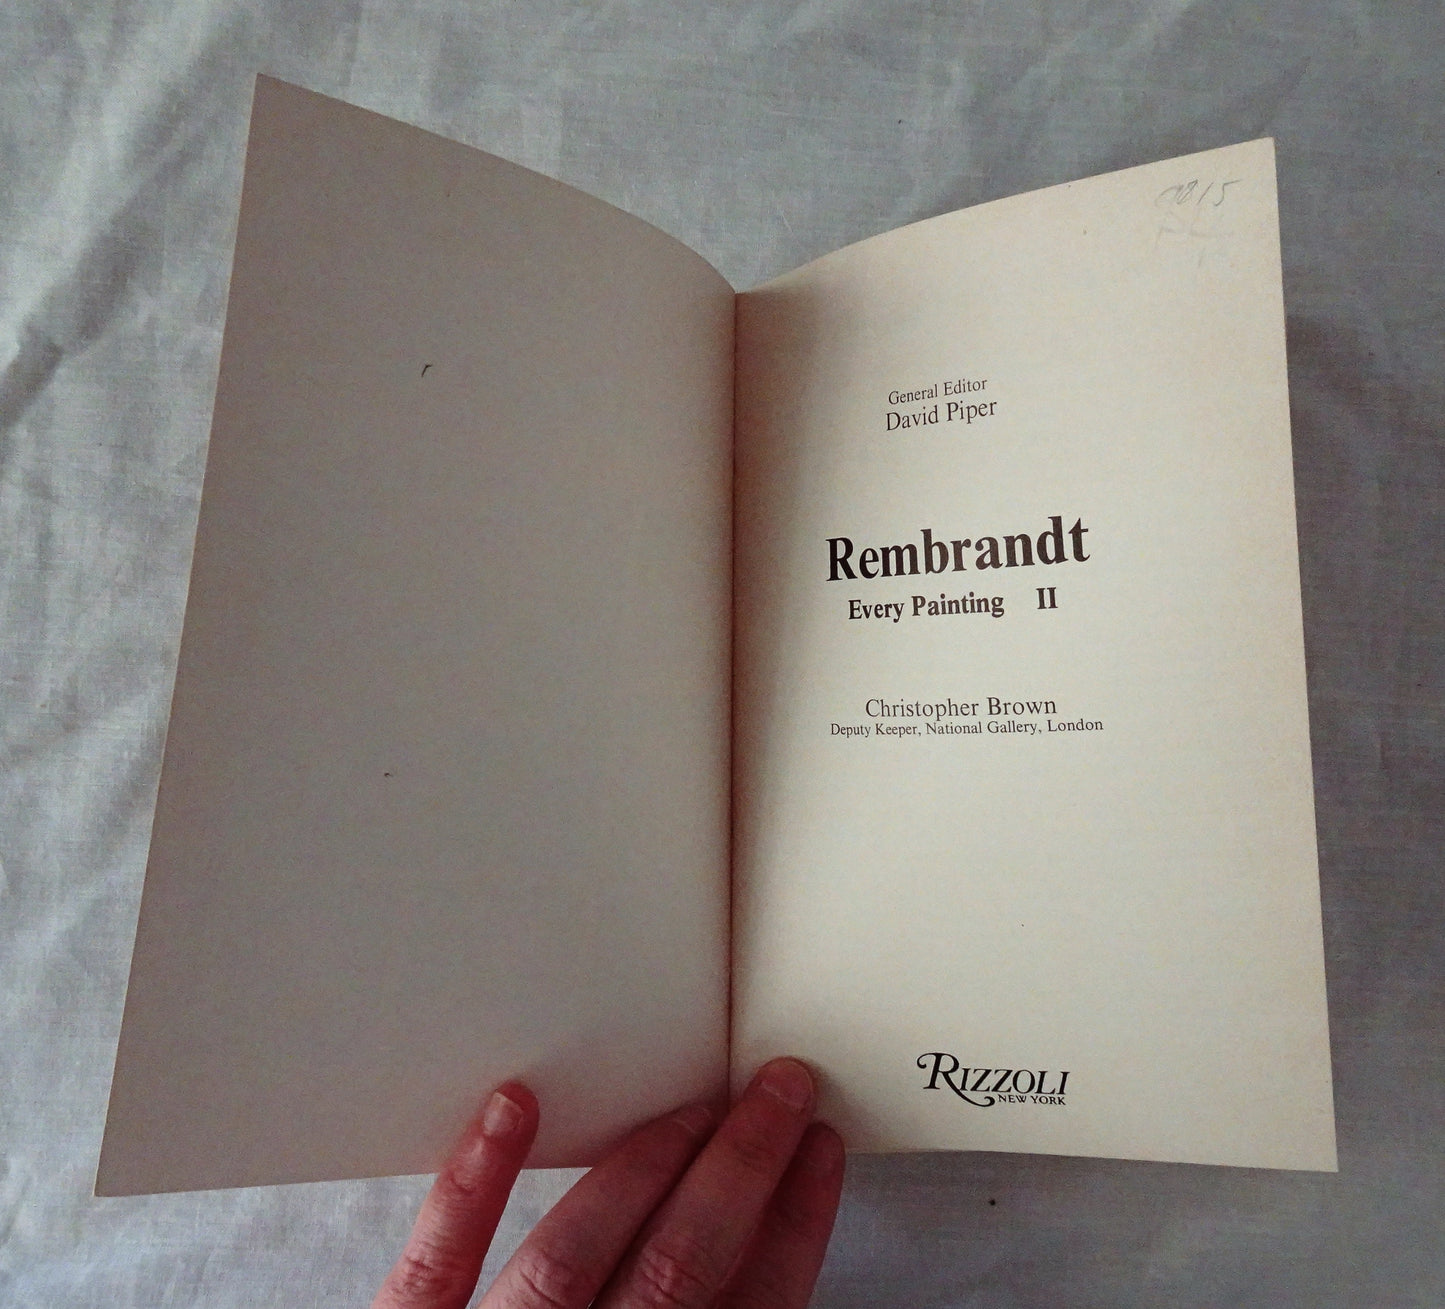 General Editor
David Piper
Rembrandt
Every Painting II
Christopher Brown
Deputy Keeper, National Gallery, London
RIZZOLI
NEW YORK